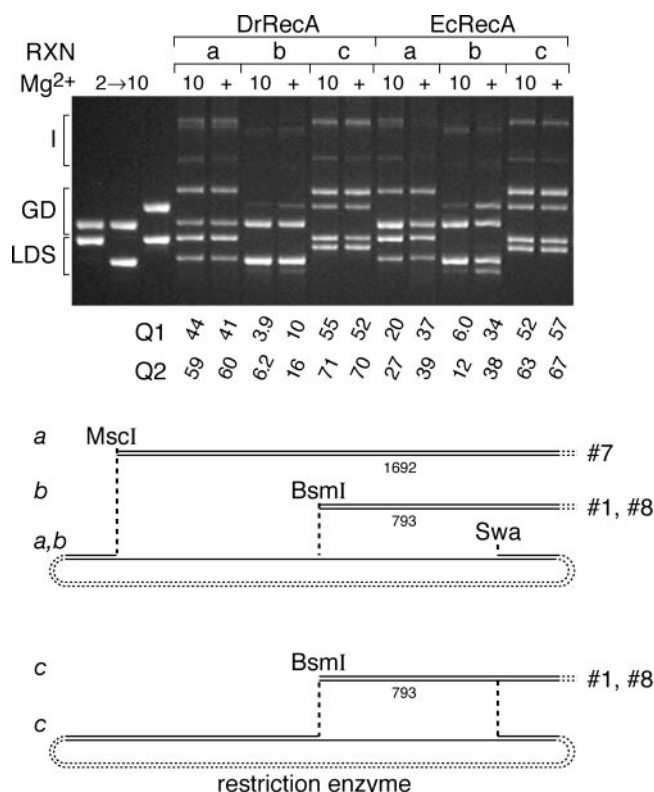 DrRecA EcRecA
RXN a b c a b c
Mg2+ 2→10 10 + 10 + 10 + 10 + 10 + 10 +
I
GD
LDS
Q1 44 41 3.9 10 55 52 20 37 6.0 34 52 57
Q2 59 60 6.2 16 71 70 27 39 12 38 63 67
a
MscI
#7
1692
b
BsmI
#1, #8
793
a,b
Swa
c
BsmI
#1, #8
793
c
restriction enzyme